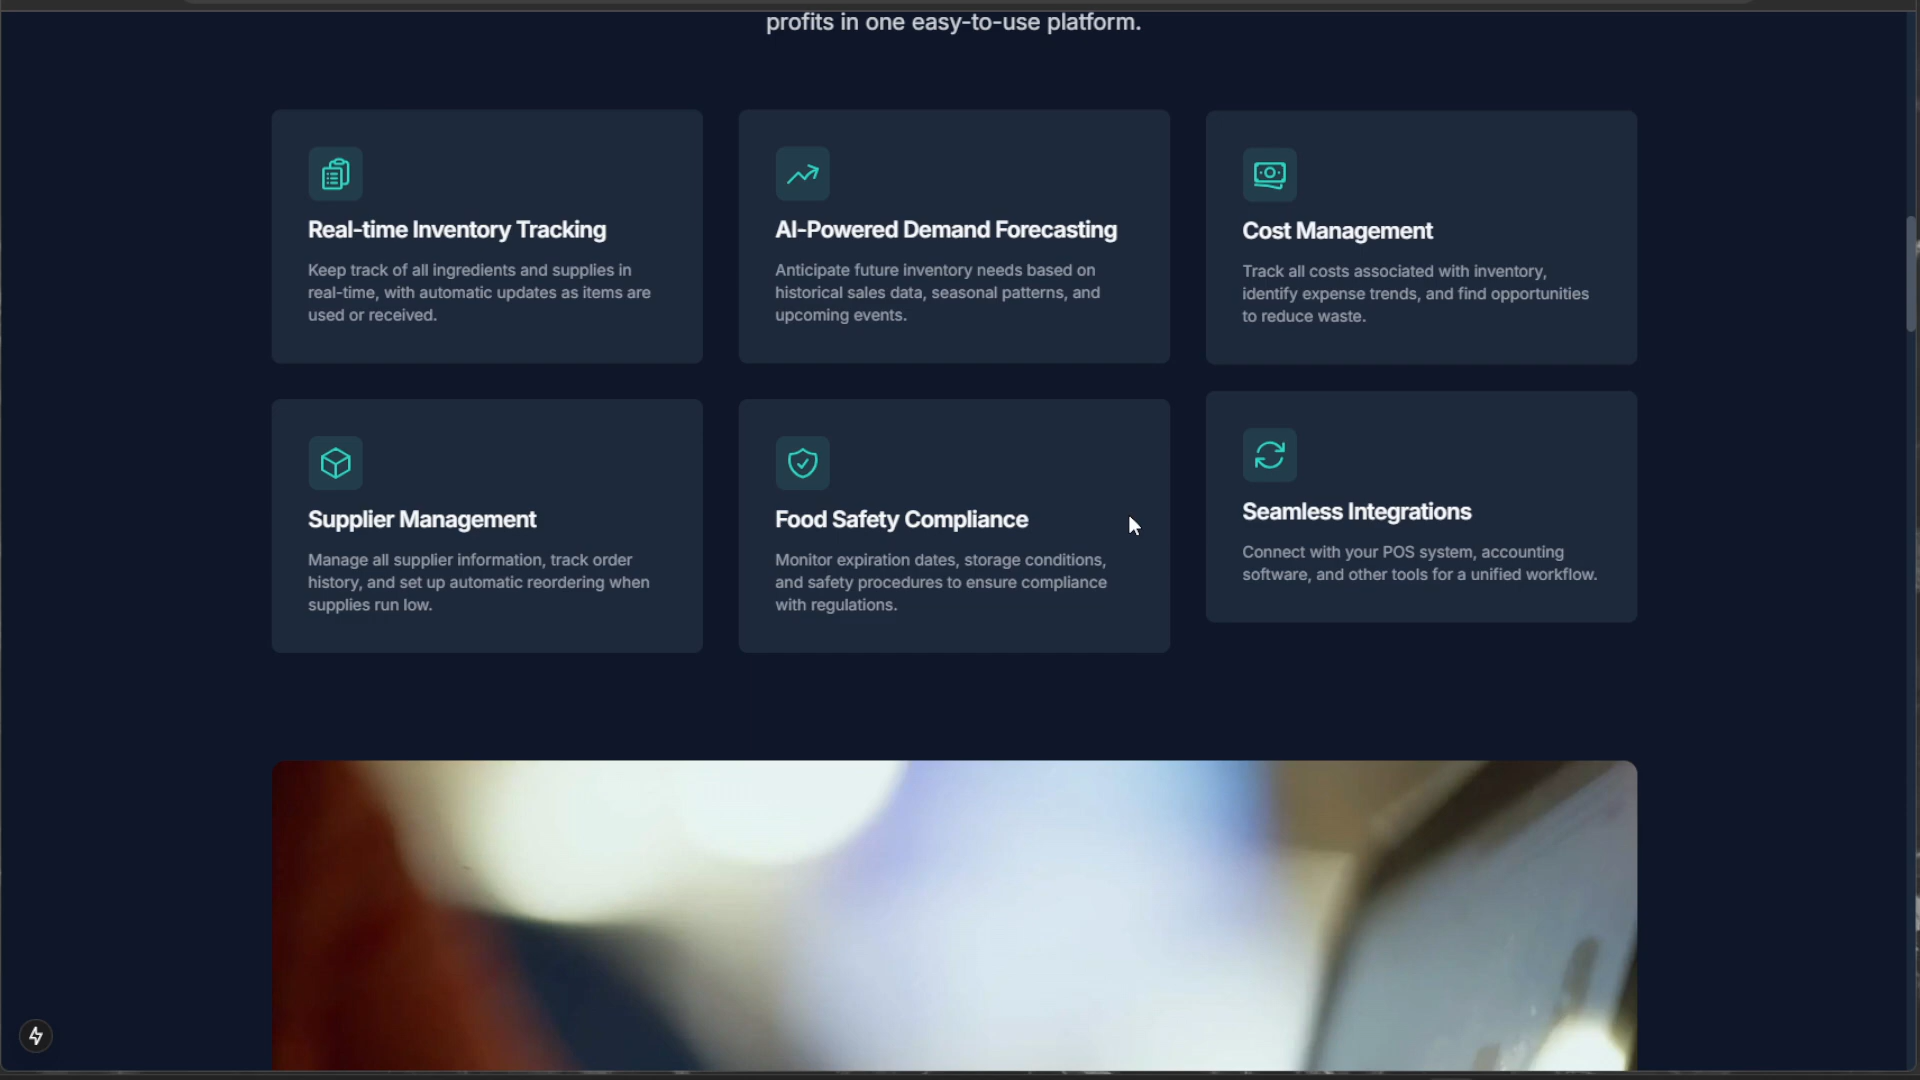 profits in one easy-to-use platform.
Real-time Inventory Tracking
Keep track of all ingredients and supplies in
real-time, with automatic updates as items are
used or received.
AI-Powered Demand Forecasting
Anticipate future inventory needs based on
historical sales data, seasonal patterns, and
upcoming events.
Cost Management
Track all costs associated with inventory,
identify expense trends, and find opportunities
to reduce waste.
Supplier Management
Manage all supplier information, track order
history, and set up automatic reordering when
supplies run low.
Food Safety Compliance
Monitor expiration dates, storage conditions,
and safety procedures to ensure compliance
with regulations.
Seamless Integrations
Connect with your POS system, accounting
software, and other tools for a unified workflow.